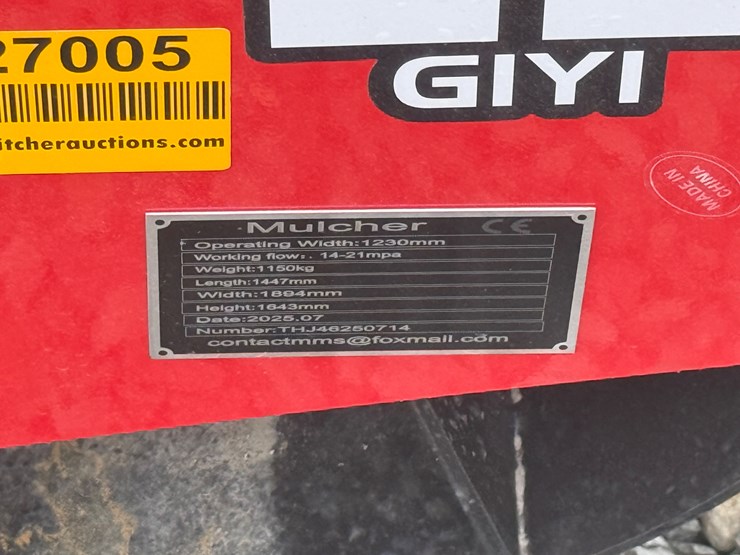 27005
itcherauctions.com
GIYI
MADE IN
CHINA
Mulcher CE
Operating Width:1230mm
Working flow: 14-21mpa
Weight:1150kg
Length:1447mm
Width:1894mm
Height:1643mm
Date:2025.07
Number:THJ46250714
contactmms@foxmail.com